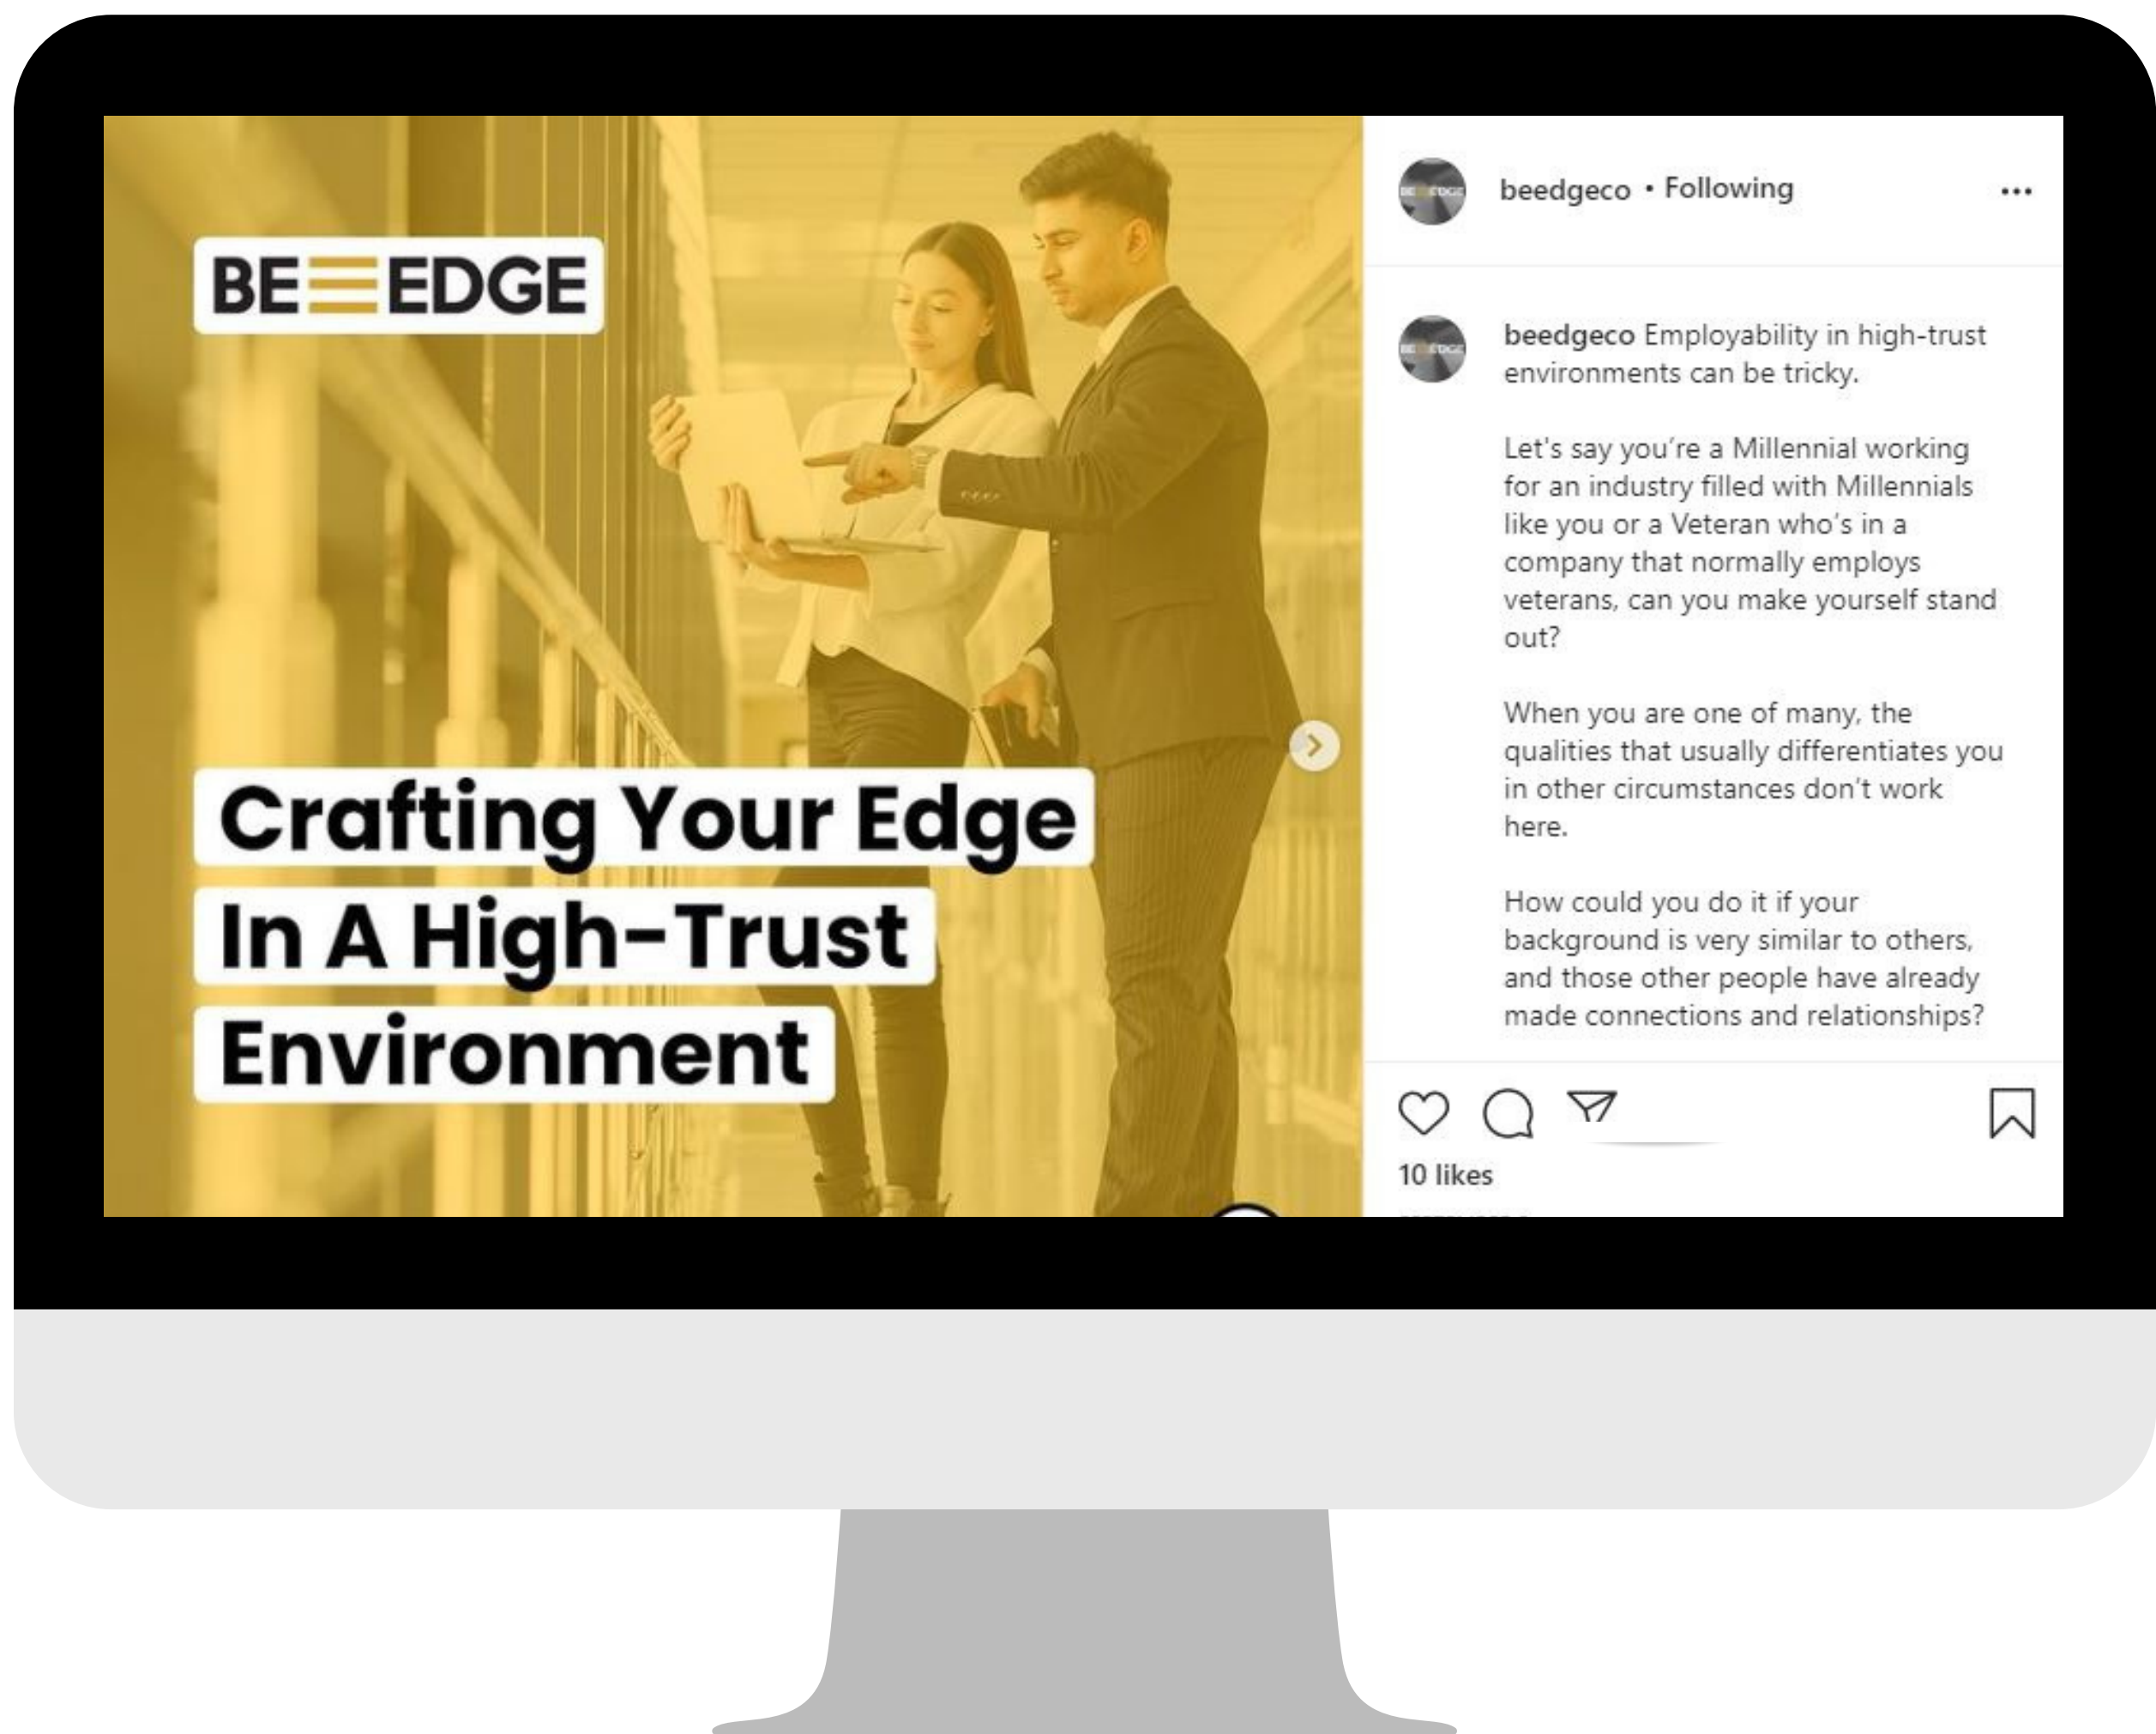 BE EDGE
Crafting Your Edge
In A High-Trust
Environment
beedgeco • Following
beedgeco Employability in high-trust
environments can be tricky.
Let's say you're a Millennial working
for an industry filled with Millennials
like you or a Veteran who's in a
company that normally employs
veterans, can you make yourself stand
out?
When you are one of many, the
qualities that usually differentiates you
in other circumstances don't work
here.
How could you do it if your
background is very similar to others,
and those other people have already
made connections and relationships?
10 likes